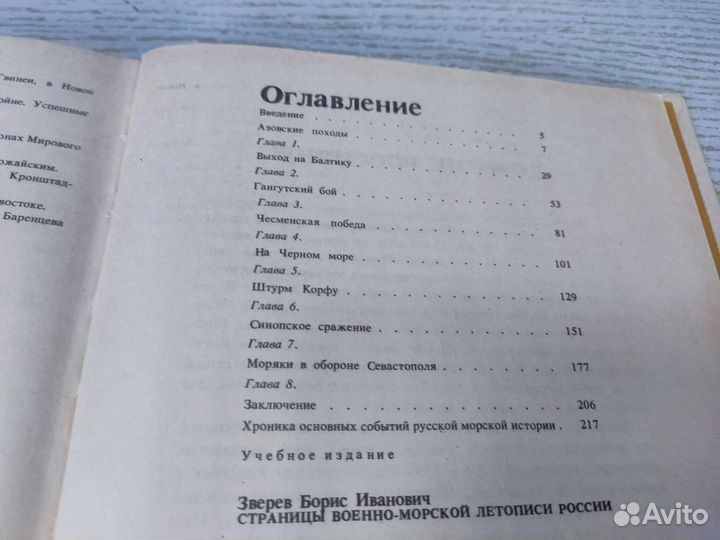 Гвинеи, в Новой
ойне. Успешные
онах Мирового
ожайским.
Кронштад-
востоке.
Баренцева
Оглавление
Введение . . . . . . . . . . . . . 5
Азовские походы . . . . . . . . . . 7
Глава 1.
Выход на Балтику . . . . . . . . . . 29
Глава 2.
Гангутский бой . . . . . . . . . . 53
Глава 3.
Чесменская победа . . . . . . . . . 81
Глава 4.
На Черном море . . . . . . . . . . 101
Глава 5.
Штурм Корфу . . . . . . . . . . . 129
Глава 6.
Синопское сражение . . . . . . . . . 151
Глава 7.
Моряки в обороне Севастополя . . . . . . 177
Глава 8.
Заключение . . . . . . . . . . . 206
Хроника основных событий русской морской истории . 217
Учебное издание
Зверев Борис Иванович
СТРАНИЦЫ ВОЕННО-МОРСКОЙ ЛЕТОПИСИ РОССИИ
Avito